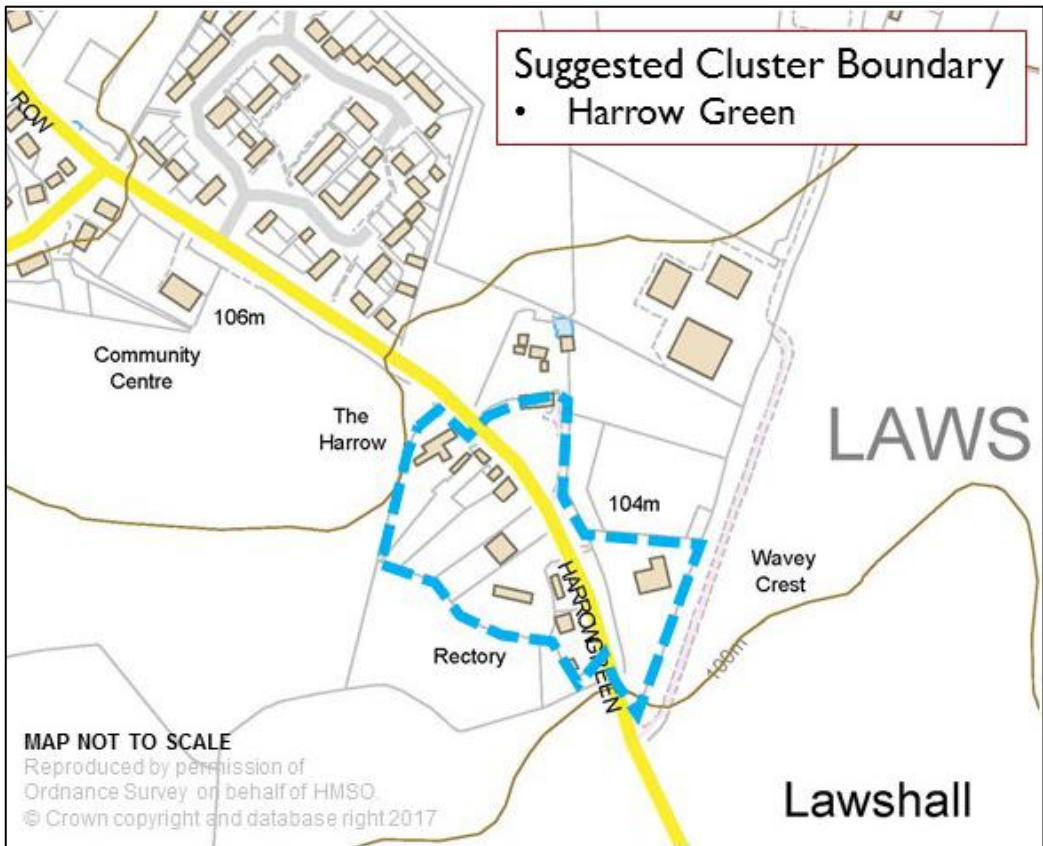 Suggested Cluster Boundary
• Harrow Green
ROW
106m
Community
Centre
The
Harrow
LAWS
104m
Wavey
Crest
HARROW GREEN
Rectory
100m
MAP NOT TO SCALE
Reproduced by permission of
Ordnance Survey on behalf of HMSO.
© Crown copyright and database right 2017
Lawshall